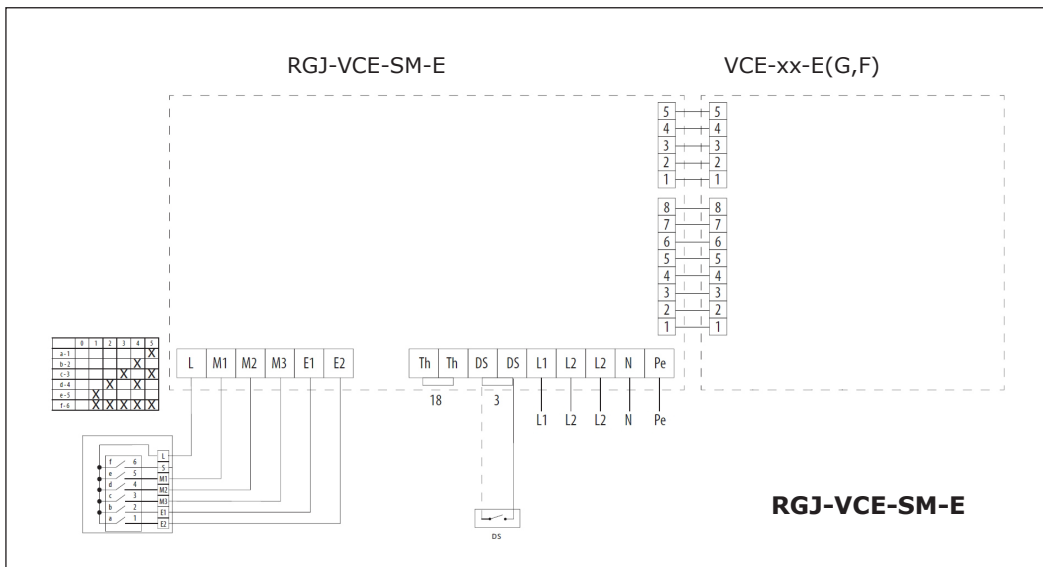 RGJ-VCE-SM-E VCE-xx-E(G,F)
5 5
4 4
3 3
2 2
1 1
8 8
7 7
6 6
5 5
4 4
3 3
2 2
1 1
0 1 2 3 4 5
a-1 X
b-2 X
c-3 X X
d-4 X X
e-5 X
f-6 X X X X X
L M1 M2 M3 E1 E2 Th Th DS DS L1 L2 L2 N Pe
18 3
L1 L2 L2 N Pe
L
f 6 S
e 5 M1
d 4 M2
c 3 M3
b 2 E1
a 1 E2
DS
RGJ-VCE-SM-E